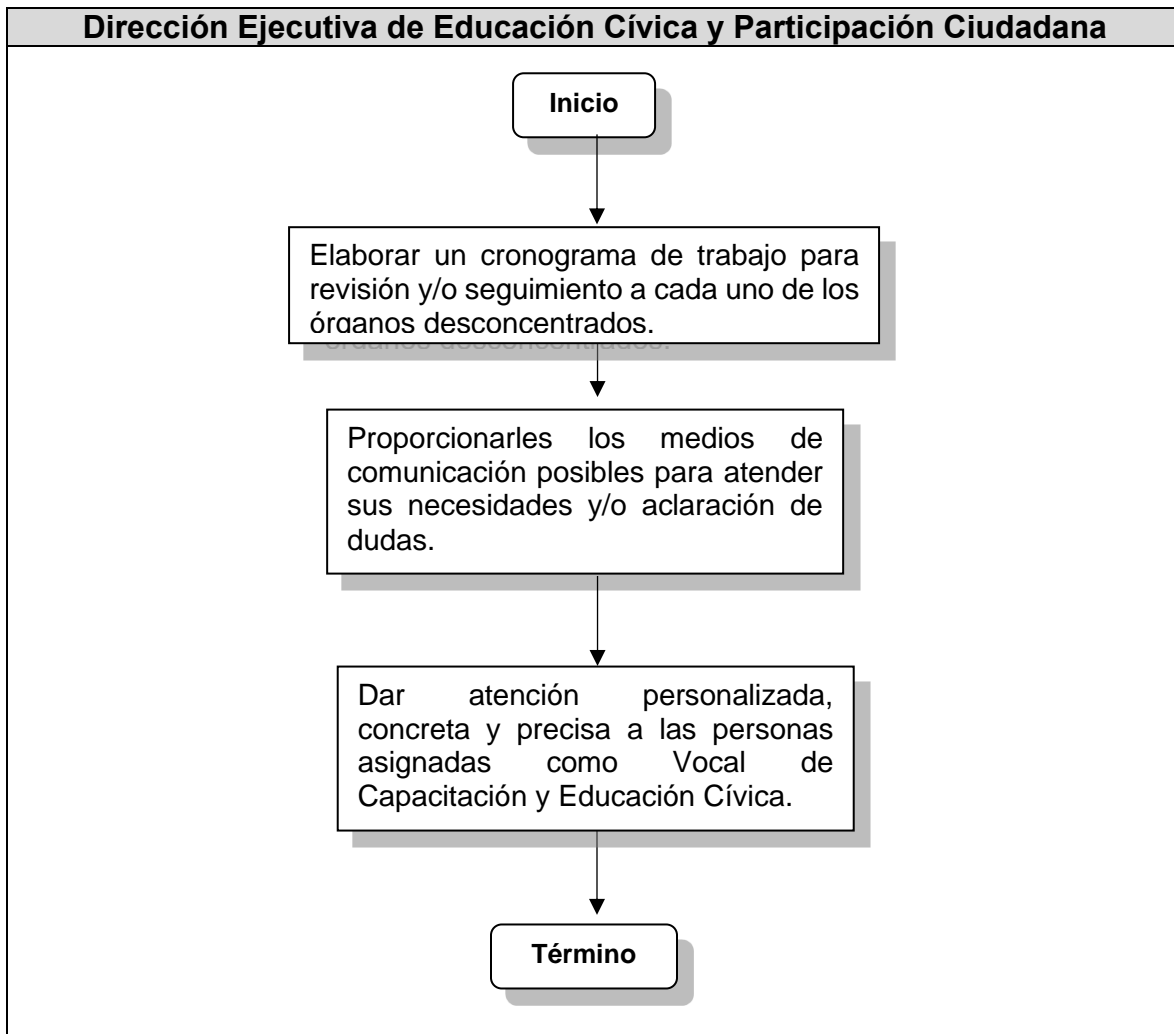 Dirección Ejecutiva de Educación Cívica y Participación Ciudadana
Inicio
Elaborar un cronograma de trabajo para
revisión y/o seguimiento a cada uno de los
órganos desconcentrados.
Proporcionarles los medios de
comunicación posibles para atender
sus necesidades y/o aclaración de
dudas.
Dar atención personalizada,
concreta y precisa a las personas
asignadas como Vocal de
Capacitación y Educación Cívica.
Término